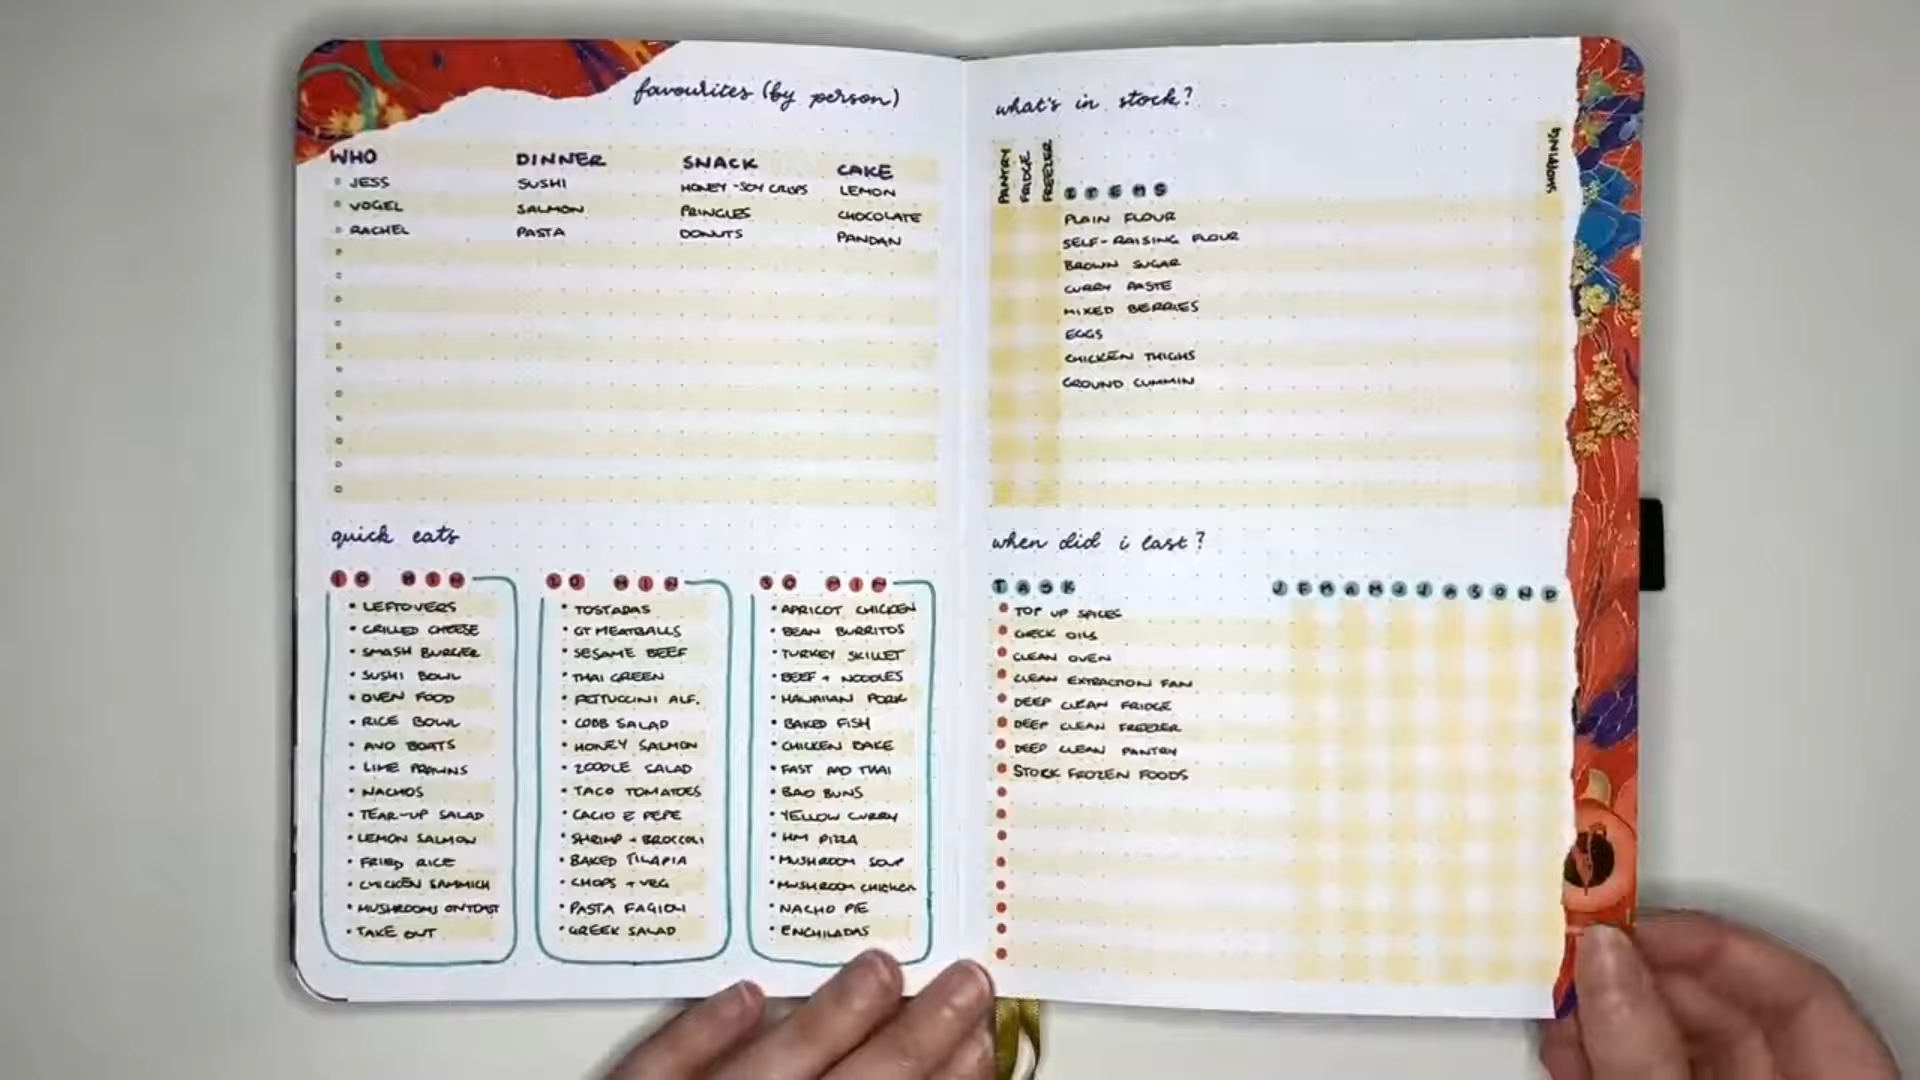 favourites (by person)
WHO DINNER SNACK CAKE
JESS SUSHI HONEY-SOY CRISPS LEMON
VOGEL SALMON PRINGLES CHOCOLATE
RACHEL PASTA DONUTS PANDAN
quick eats
10 MIN
LEFTOVERS
GRILLED CHEESE
SMASH BURGER
SUSHI BOWL
OVEN FOOD
RICE BOWL
AVO BOATS
LIME PRAWNS
NACHOS
TEAR-UP SALAD
LEMON SALMON
FRIED RICE
CHICKEN SAMMICH
MUSHROOMS ON TOAST
TAKE OUT
20 MIN
TOSTADAS
GT MEATBALLS
SESAME BEEF
THAI GREEN
FETTUCCINI ALF.
COBB SALAD
HONEY SALMON
ZOODLE SALAD
TACO TOMATOES
CACIO E PEPE
SHRIMP + BROCCOLI
BAKED TILAPIA
CHOPS + VEG
PASTA FAGIOLI
GREEK SALAD
30 MIN
APRICOT CHICKEN
BEAN BURRITOS
TURKEY SKILLET
BEEF + NOODLES
HAWAIIAN PORK
BAKED FISH
CHICKEN BAKE
FAST PAD THAI
BAO BUNS
YELLOW CURRY
HM PIZZA
MUSHROOM SOUP
MUSHROOM CHICKEN
NACHO PIE
ENCHILADAS
what's in stock?
PANTRY
FRIDGE
FREEZER
ITEMS
SHOPPING
PLAIN FLOUR
SELF-RAISING FLOUR
BROWN SUGAR
CURRY PASTE
MIXED BERRIES
EGGS
CHICKEN THIGHS
GROUND CUMMIN
when did i last?
TASK J F M A M J J A S O N D
TOP UP SPICES
CHECK OILS
CLEAN OVEN
CLEAN EXTRACTION FAN
DEEP CLEAN FRIDGE
DEEP CLEAN FREEZER
DEEP CLEAN PANTRY
STOCK FROZEN FOODS